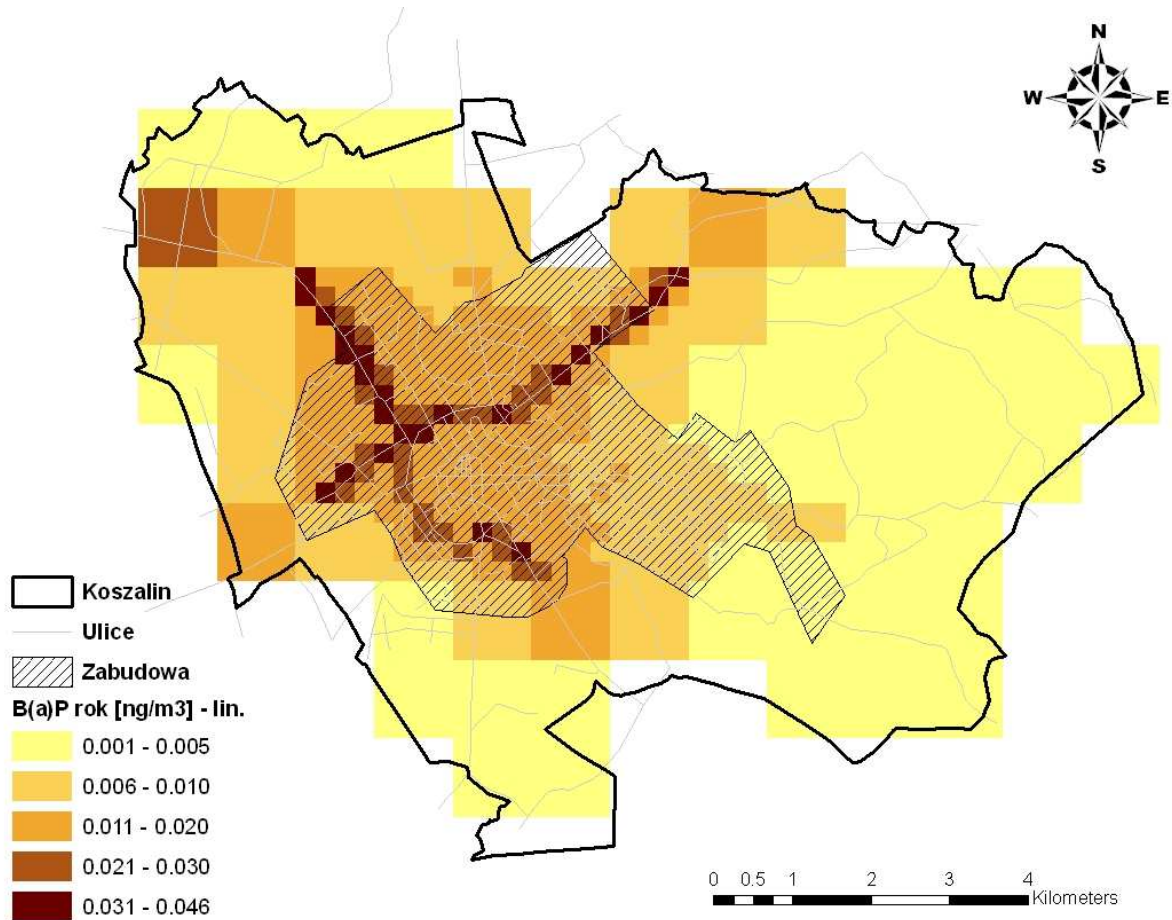 N
W E
S
Koszalin
Ulice
Zabudowa
B(a)P rok [ng/m3] - lin.
0.001 - 0.005
0.006 - 0.010
0.011 - 0.020
0.021 - 0.030
0.031 - 0.046
0 0.5 1 2 3 4
Kilometers